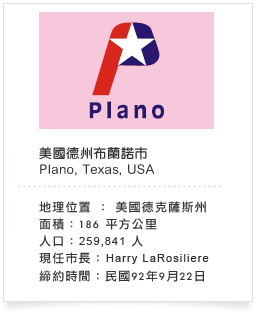 Plano
美國德州布蘭諾市
Plano, Texas, USA
地理位置 : 美國德克薩斯州
面積:186 平方公里
人口:259,841 人
現任市長:Harry LaRosiliere
締約時間:民國92年9月22日